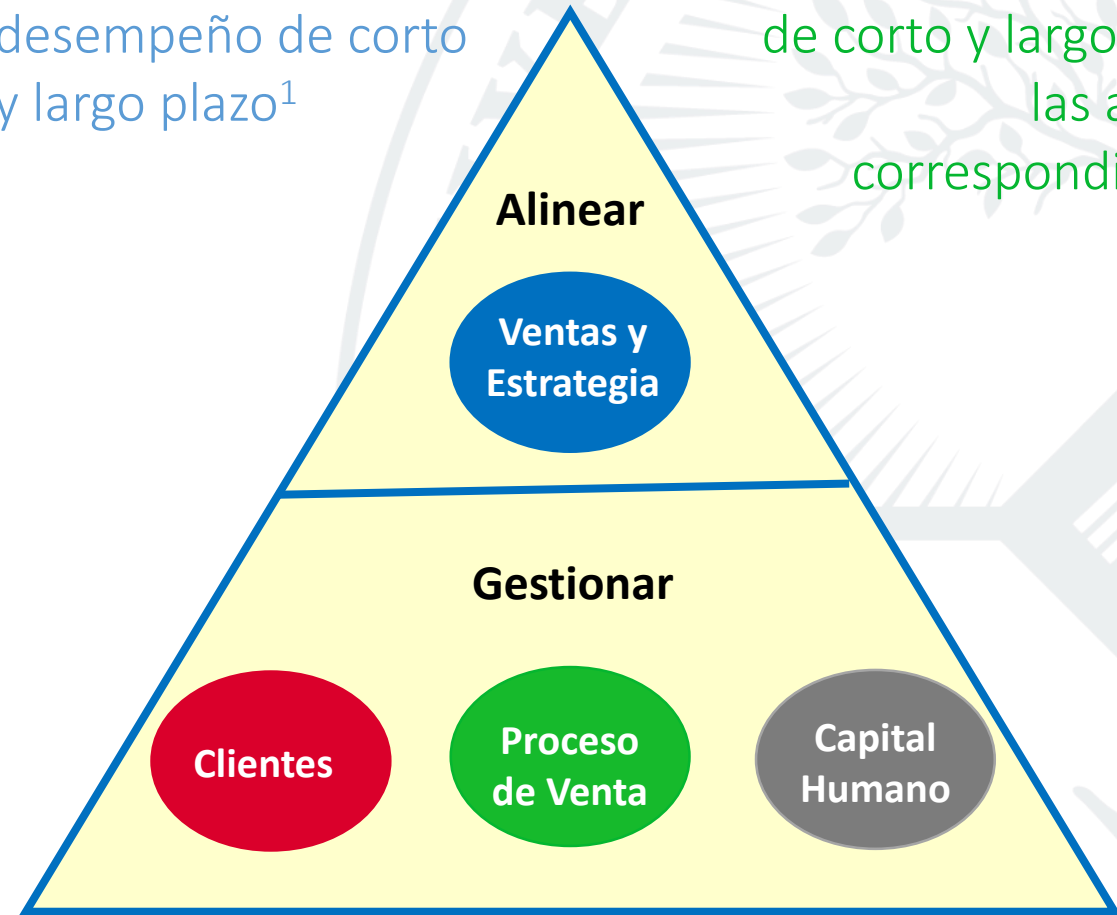 desempeño de corto
y largo plazo¹
de corto y largo
las
Alinear
Ventas y
Estrategia
Gestionar
Clientes
Proceso
de Venta
Capital
Humano